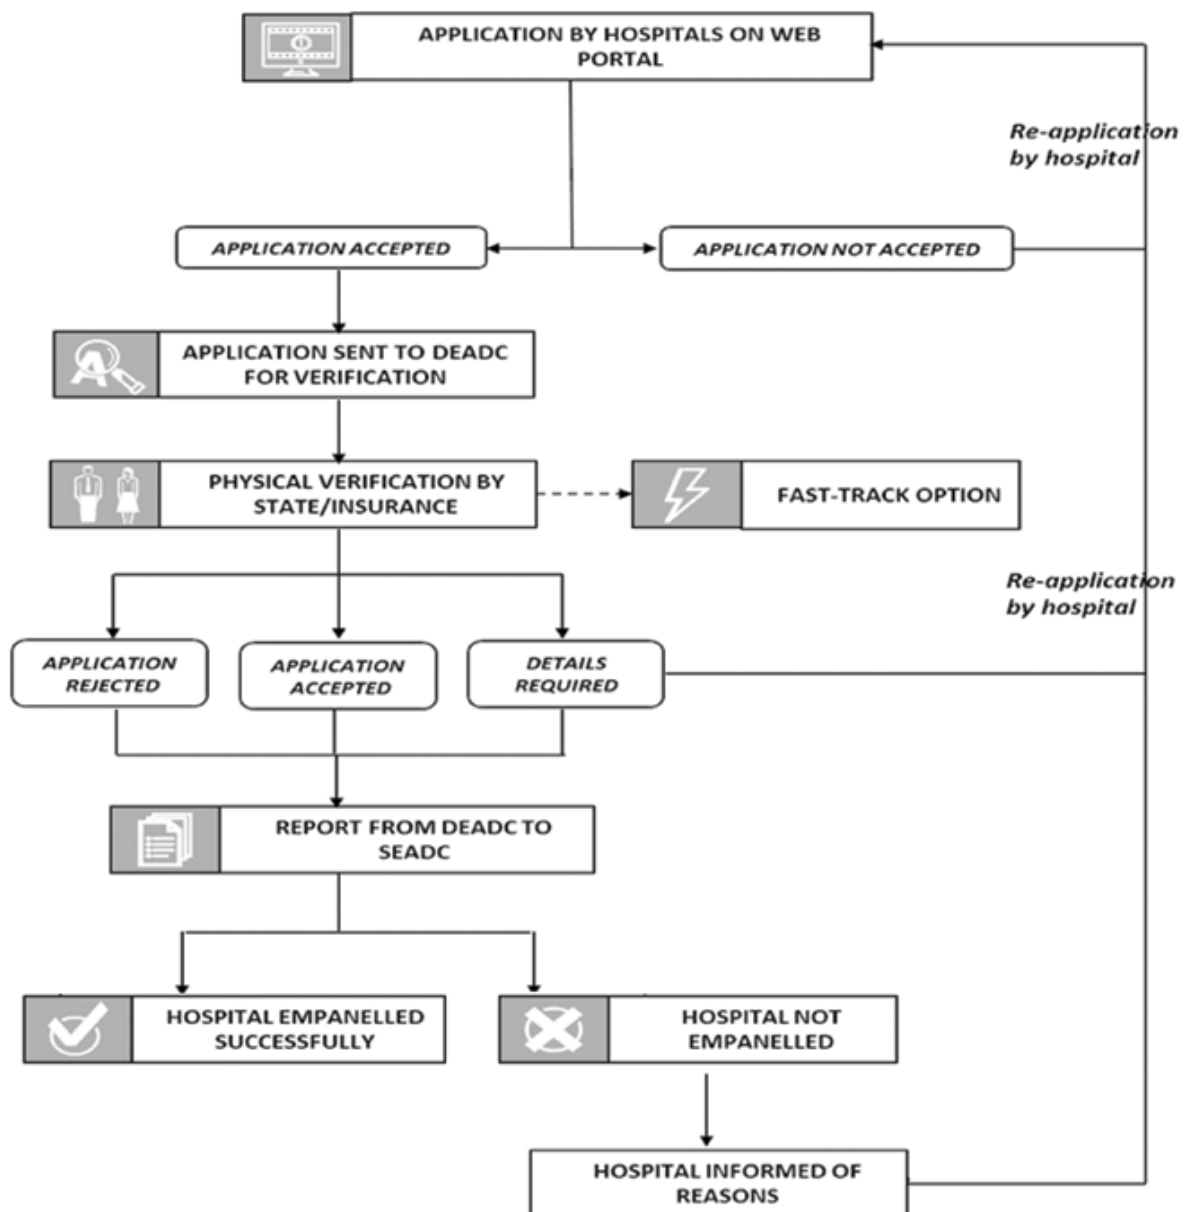 APPLICATION BY HOSPITALS ON WEB
PORTAL
Re-application
by hospital
APPLICATION ACCEPTED
APPLICATION NOT ACCEPTED
APPLICATION SENT TO DEADC
FOR VERIFICATION
PHYSICAL VERIFICATION BY
STATE/INSURANCE
FAST-TRACK OPTION
Re-application
by hospital
APPLICATION
REJECTED
APPLICATION
ACCEPTED
DETAILS
REQUIRED
REPORT FROM DEADC TO
SEADC
HOSPITAL EMPANELLED
SUCCESSFULLY
HOSPITAL NOT
EMPANELLED
HOSPITAL INFORMED OF
REASONS